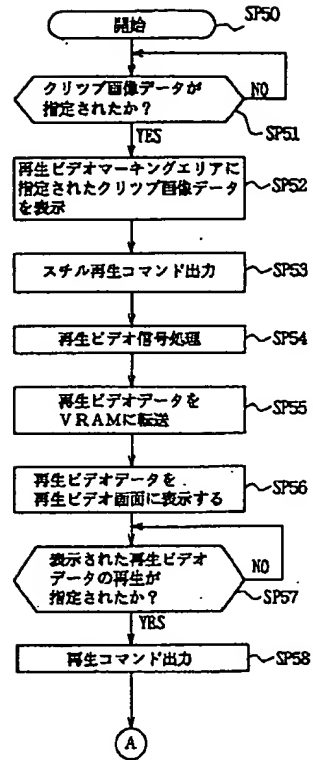 開始
SP50
クリツプ画像データが
指定されたか?
NO
SP51
YES
再生ビデオマーキングエリアに
指定されたクリツプ画像データ
を表示
SP52
スチル再生コマンド出力
SP53
再生ビデオ信号処理
SP54
再生ビデオデータを
VRAMに転送
SP55
再生ビデオデータを
再生ビデオ画面に表示する
SP56
表示された再生ビデオ
データの再生が
指定されたか?
NO
SP57
YES
再生コマンド出力
SP58
A